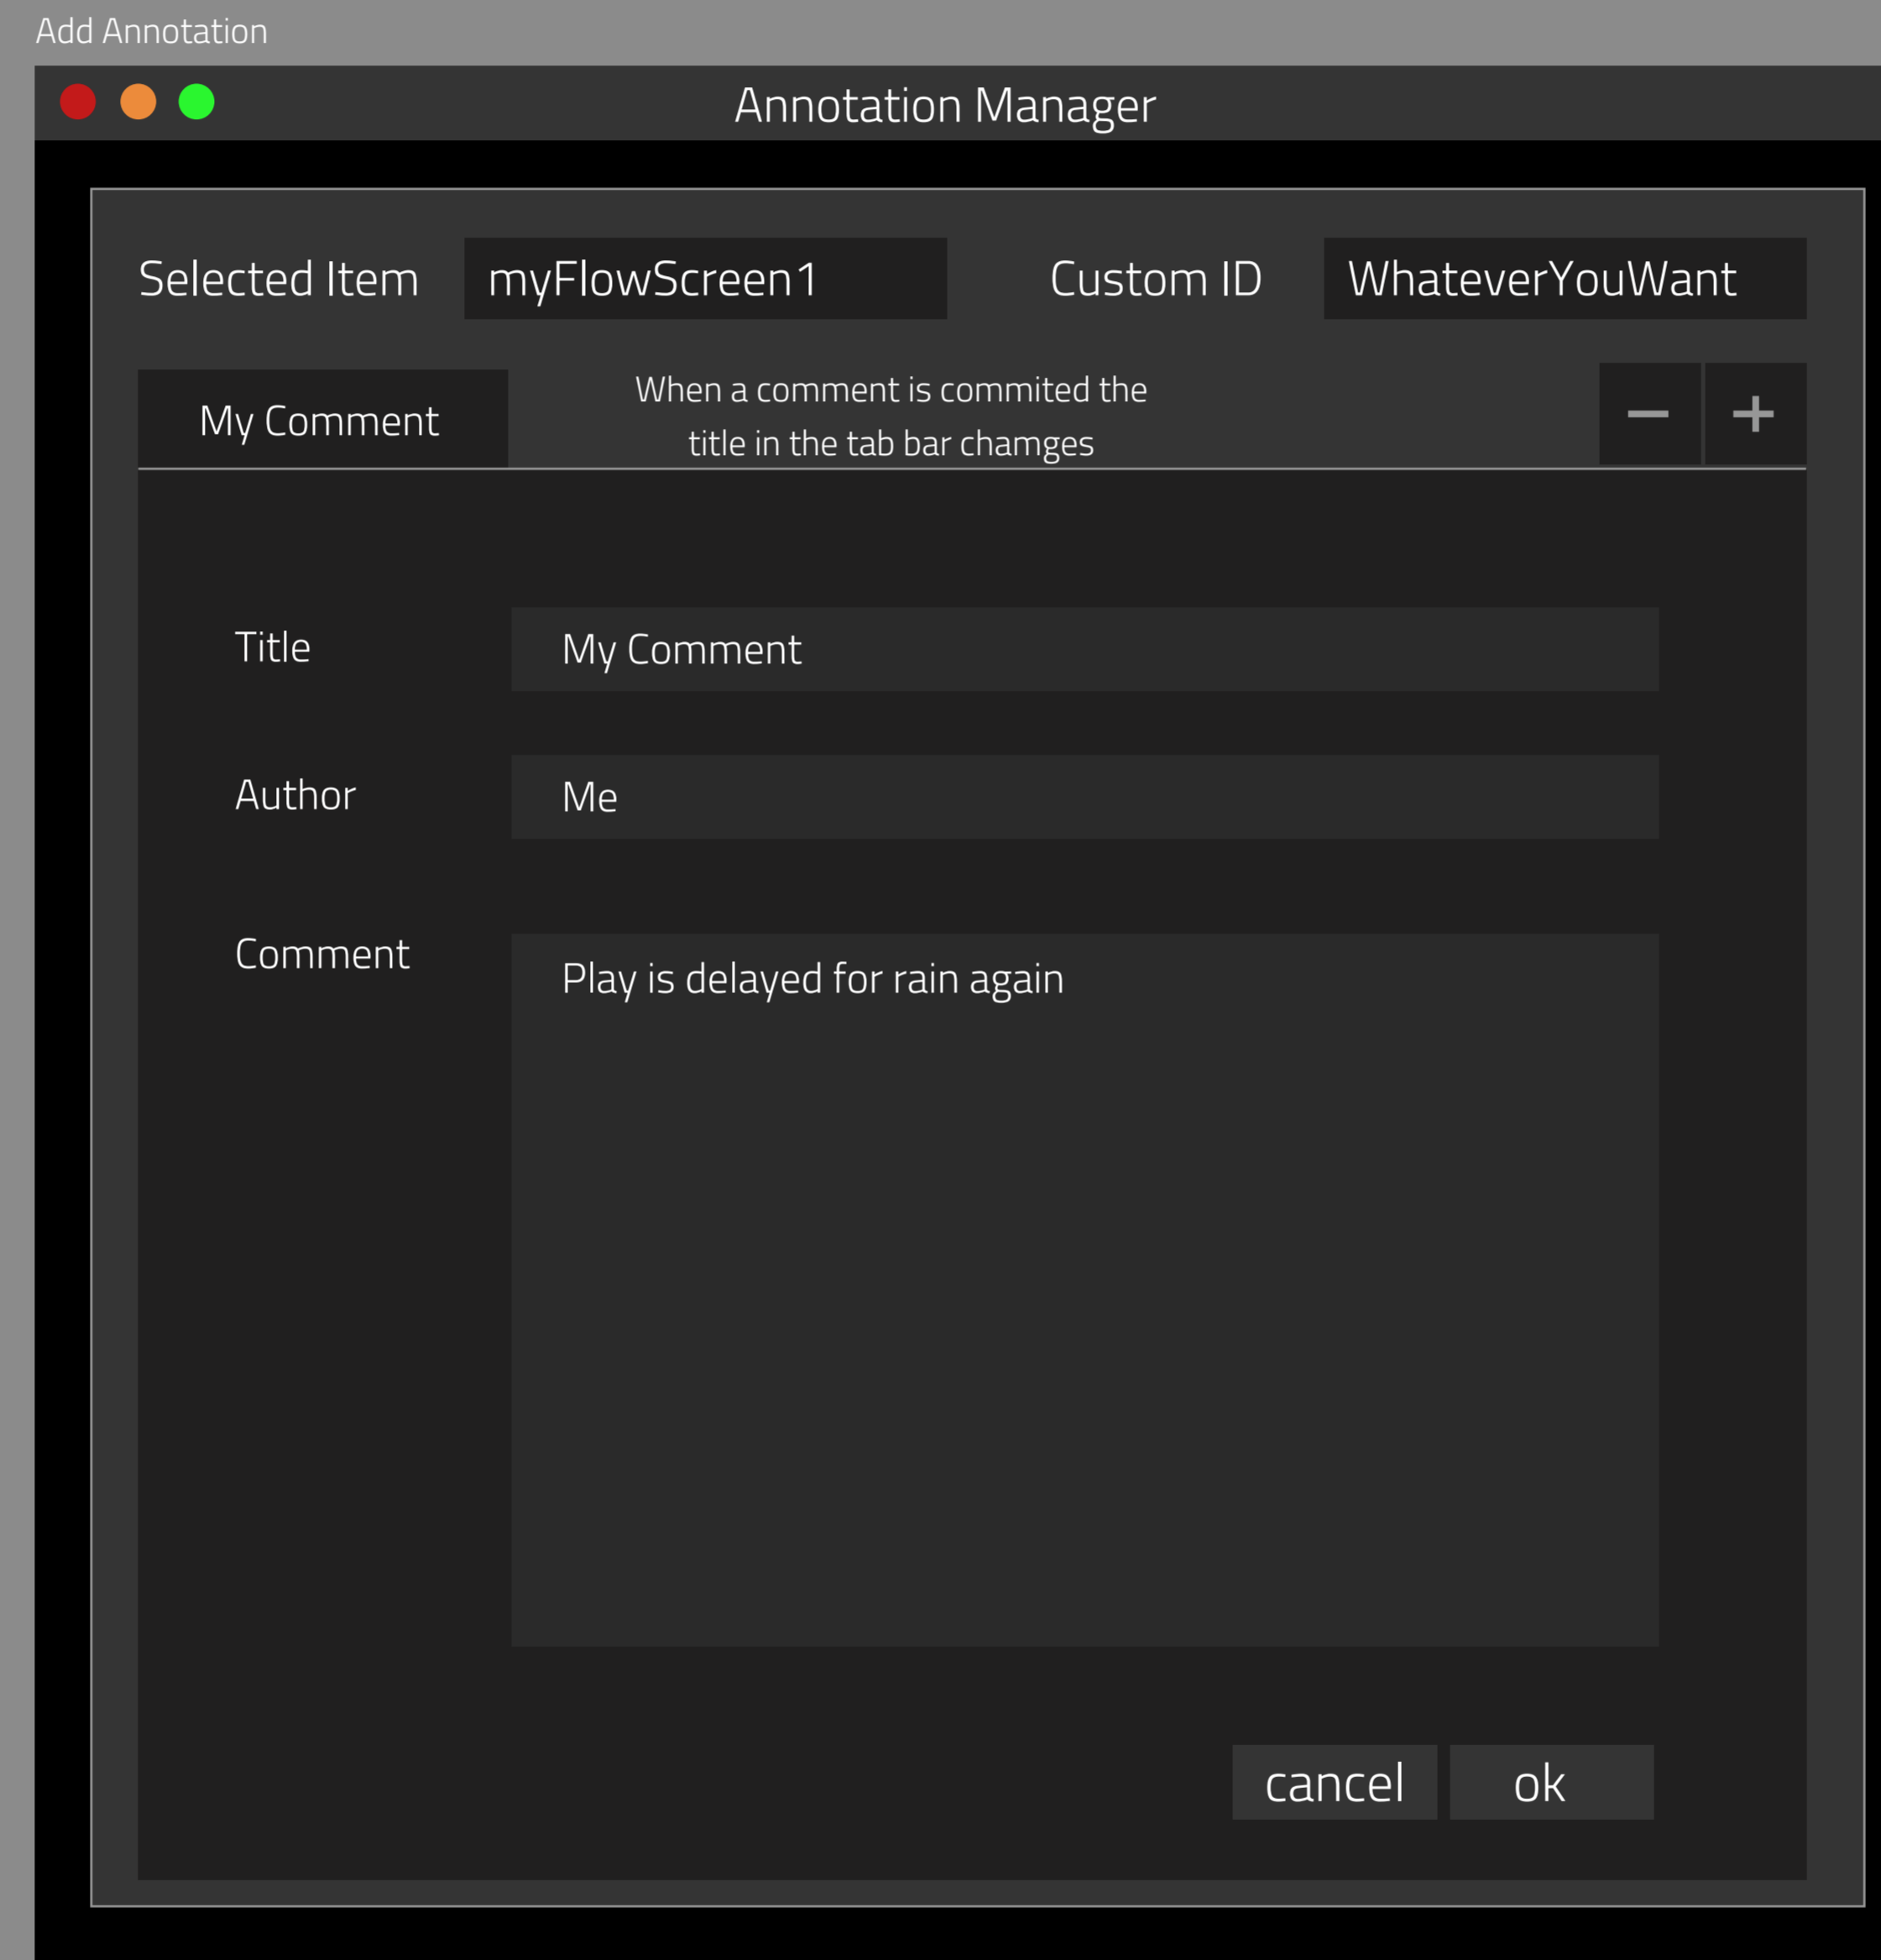 Add Annotation
Annotation Manager
Selected Item myFlowScreen1 Custom ID WhateverYouWant
My Comment
When a comment is commited the
title in the tab bar changes
− +
Title My Comment
Author Me
Comment Play is delayed for rain again
cancel ok